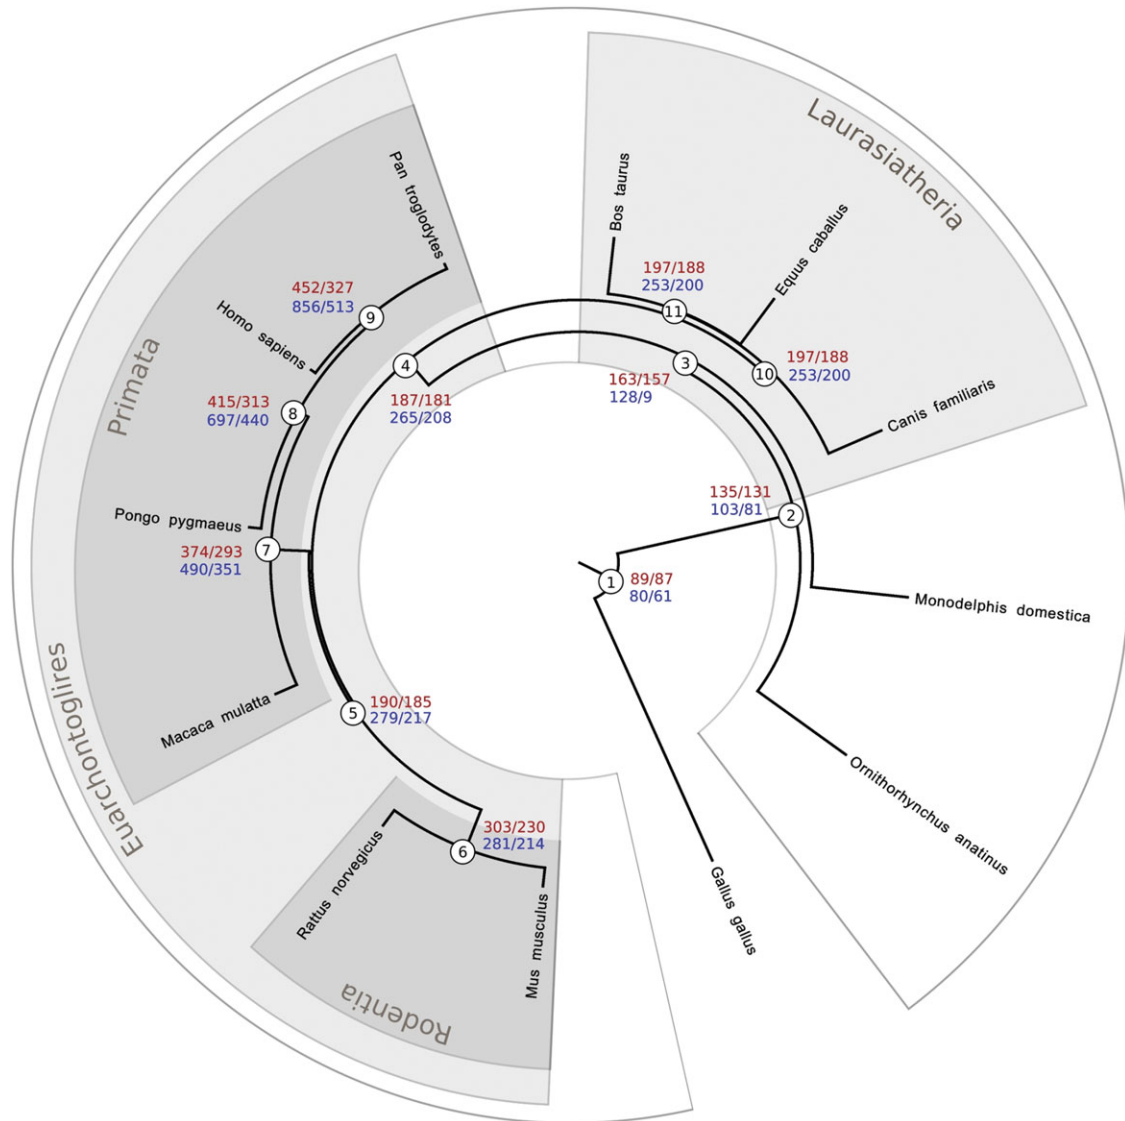 Laurasiatheria
Bos taurus
Equus caballus
Canis familiaris
197/188
253/200
11
197/188
253/200
10
Pan troglodytes
452/327
856/513
9
Homo sapiens
Primata
415/313
697/440
8
4
187/181
265/208
163/157
128/9
3
135/131
103/81
2
Pongo pygmaeus
374/293
490/351
7
1
89/87
80/61
Monodelphis domestica
Macaca mulatta
Euarchontoglires
5
190/185
279/217
Ornithorhynchus anatinus
303/230
281/214
6
Rattus norvegicus
Mus musculus
Gallus gallus
Rodentia